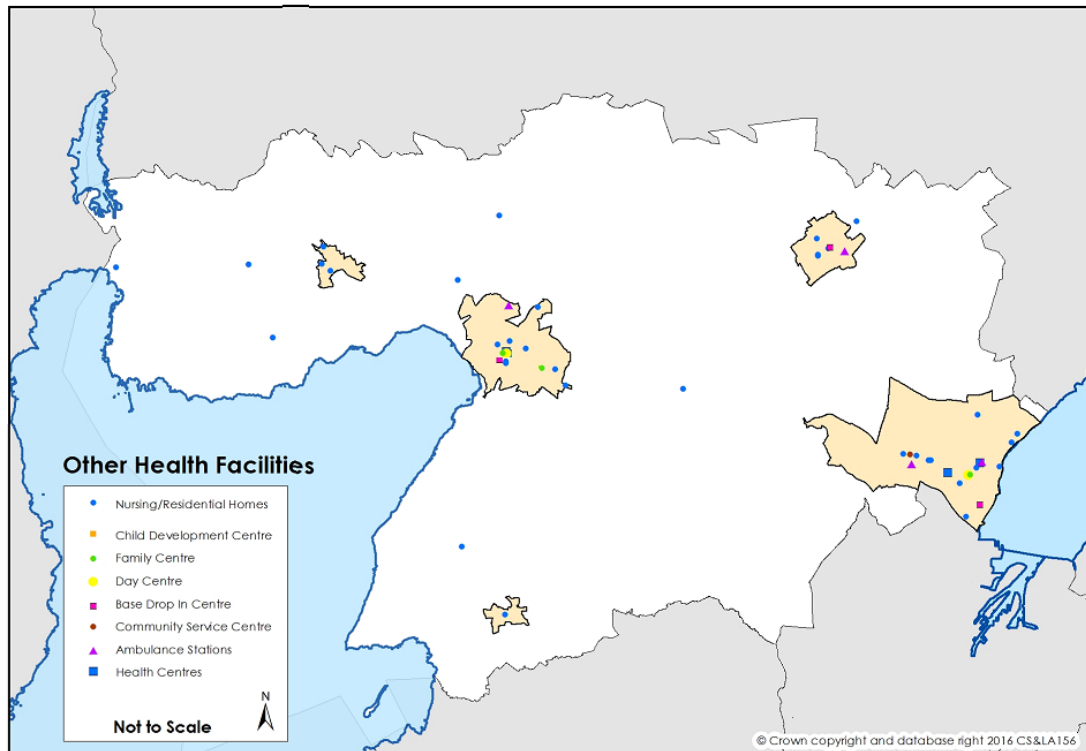 Other Health Facilities
Nursing/Residential Homes
Child Development Centre
Family Centre
Day Centre
Base Drop In Centre
Community Service Centre
Ambulance Stations
Health Centres
N
Not to Scale
© Crown copyright and database right 2016 CS&LA156